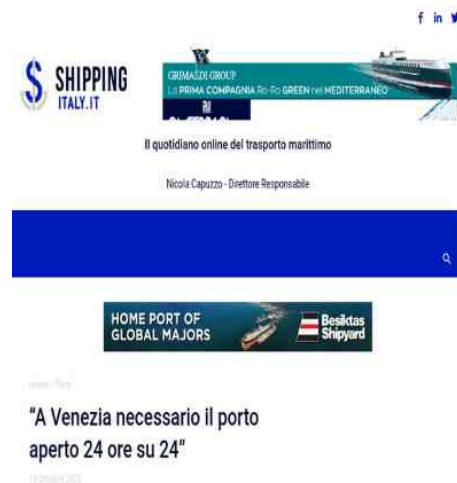 SHIPPING
ITALY.IT
GRIMALDI GROUP
LA PRIMA COMPAGNIA RO-RO GREEN NEL MEDITERRANEO
Il quotidiano online del trasporto marittimo
Nicola Capuzzo - Direttore Responsabile
HOME PORT OF
GLOBAL MAJORS
Besiktas
Shipyard
“A Venezia necessario il porto
aperto 24 ore su 24”